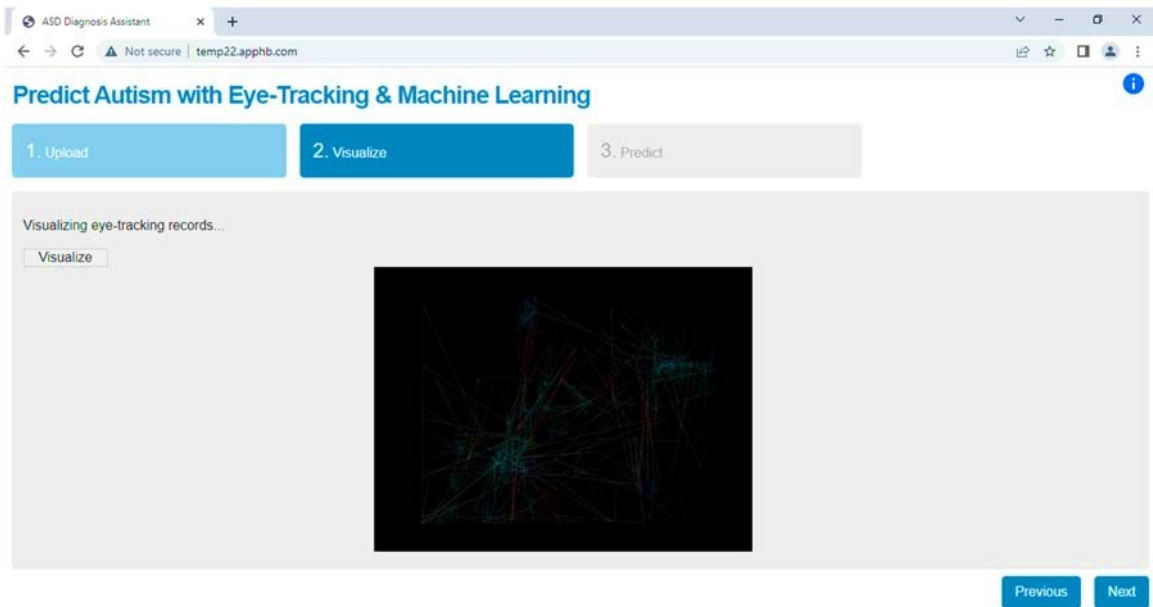 ASD Diagnosis Assistant
Not secure | temp22.apphb.com
Predict Autism with Eye-Tracking & Machine Learning
1. Upload
2. Visualize
3. Predict
Visualizing eye-tracking records...
Visualize
Previous
Next